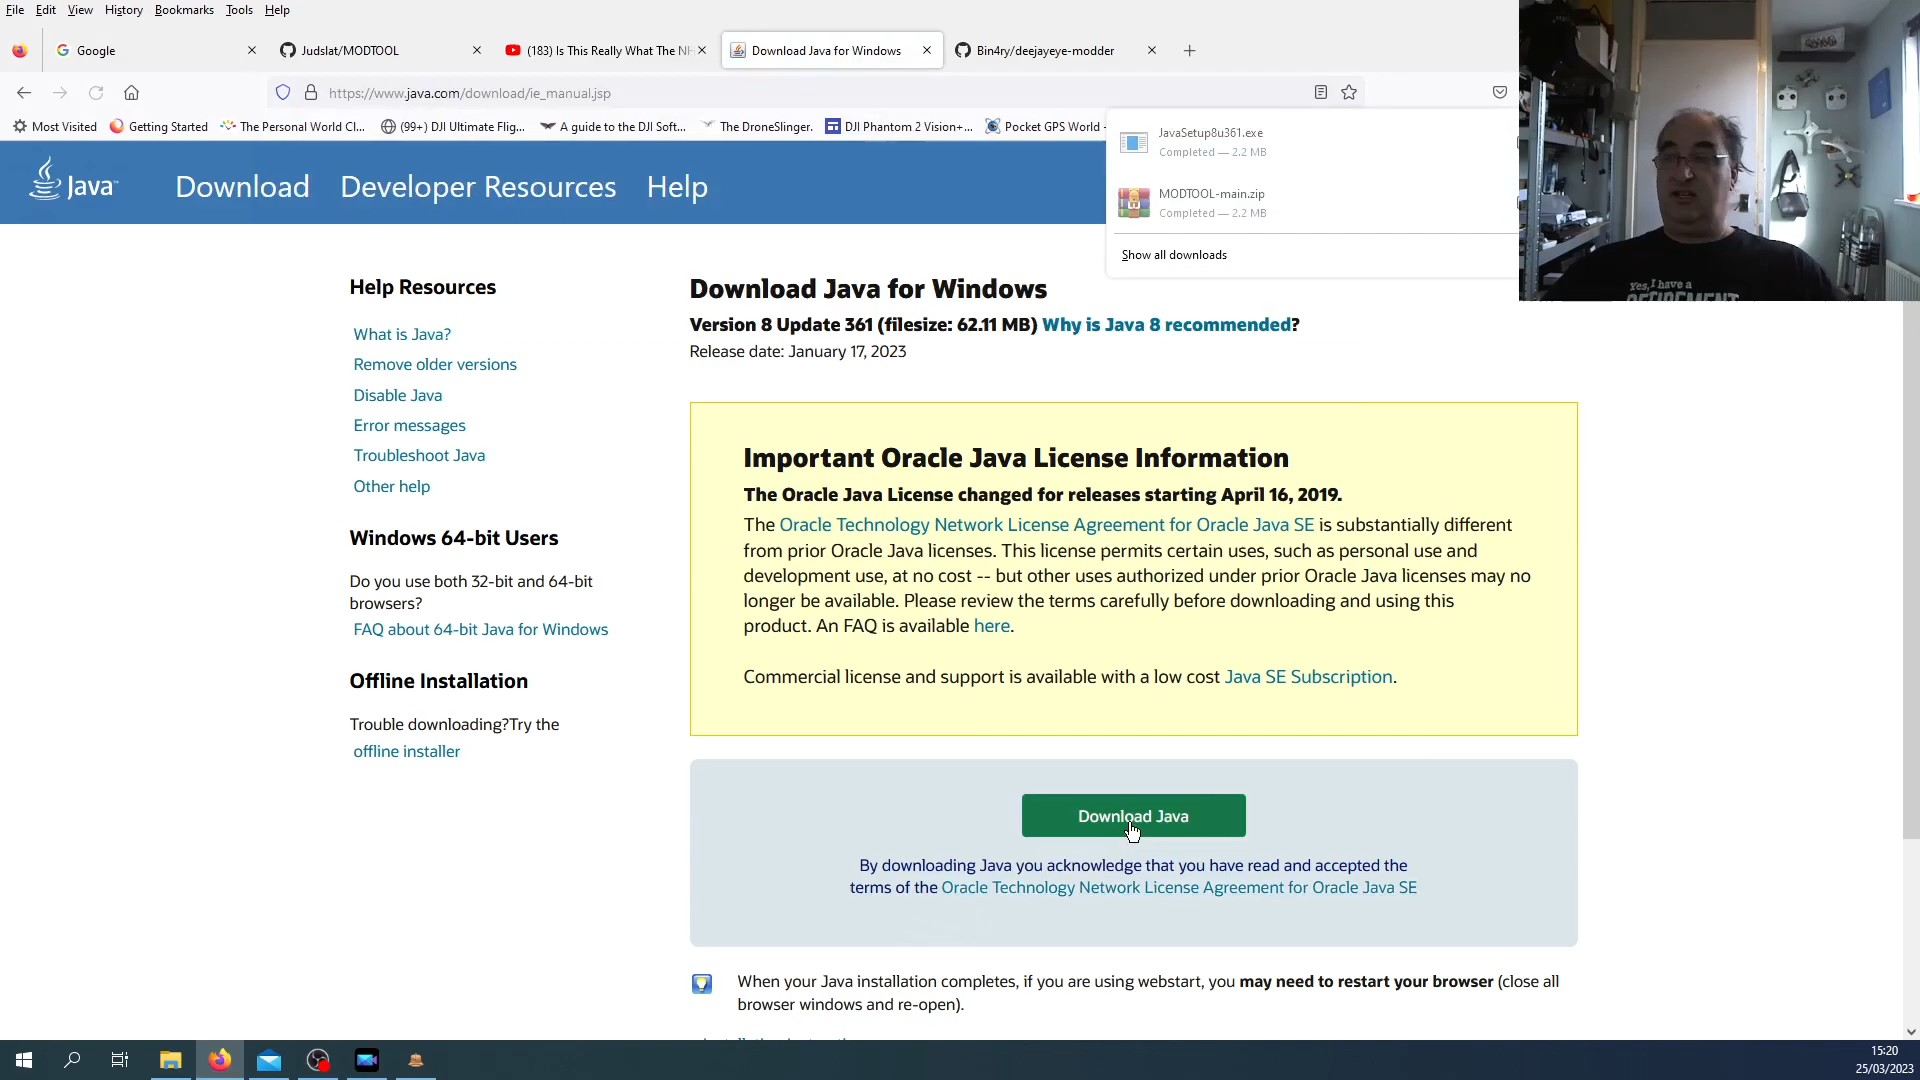 File Edit View History Bookmarks Tools Help
Google
Judslat/MODTOOL
(183) Is This Really What The NH
Download Java for Windows
Bin4ry/deejayeye-modder
https://www.java.com/download/ie_manual.jsp
Most Visited
Getting Started
The Personal World Cl...
(99+) DJI Ultimate Flig...
A guide to the DJI Soft...
The DroneSlinger.
DJI Phantom 2 Vision+...
Pocket GPS World -
JavaSetup8u361.exe
Completed — 2.2 MB
MODTOOL-main.zip
Completed — 2.2 MB
Show all downloads
Java
Download Developer Resources Help
Yes, I have a
RETIREMENT
Help Resources
What is Java?
Remove older versions
Disable Java
Error messages
Troubleshoot Java
Other help
Windows 64-bit Users
Do you use both 32-bit and 64-bit
browsers?
FAQ about 64-bit Java for Windows
Offline Installation
Trouble downloading?Try the
offline installer
Download Java for Windows
Version 8 Update 361 (filesize: 62.11 MB) Why is Java 8 recommended?
Release date: January 17, 2023
Important Oracle Java License Information
The Oracle Java License changed for releases starting April 16, 2019.
The Oracle Technology Network License Agreement for Oracle Java SE is substantially different
from prior Oracle Java licenses. This license permits certain uses, such as personal use and
development use, at no cost -- but other uses authorized under prior Oracle Java licenses may no
longer be available. Please review the terms carefully before downloading and using this
product. An FAQ is available here.
Commercial license and support is available with a low cost Java SE Subscription.
Download Java
By downloading Java you acknowledge that you have read and accepted the
terms of the Oracle Technology Network License Agreement for Oracle Java SE
When your Java installation completes, if you are using webstart, you may need to restart your browser (close all
browser windows and re-open).
15:20
25/03/2023